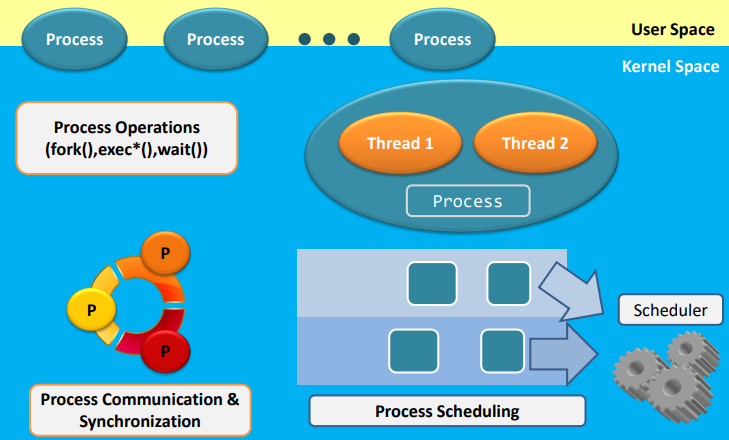 Process
Process
Process
User Space
Kernel Space
Process Operations
(fork(),exec*(),wait())
Thread 1
Thread 2
Process
P
P
P
Scheduler
Process Communication &
Synchronization
Process Scheduling